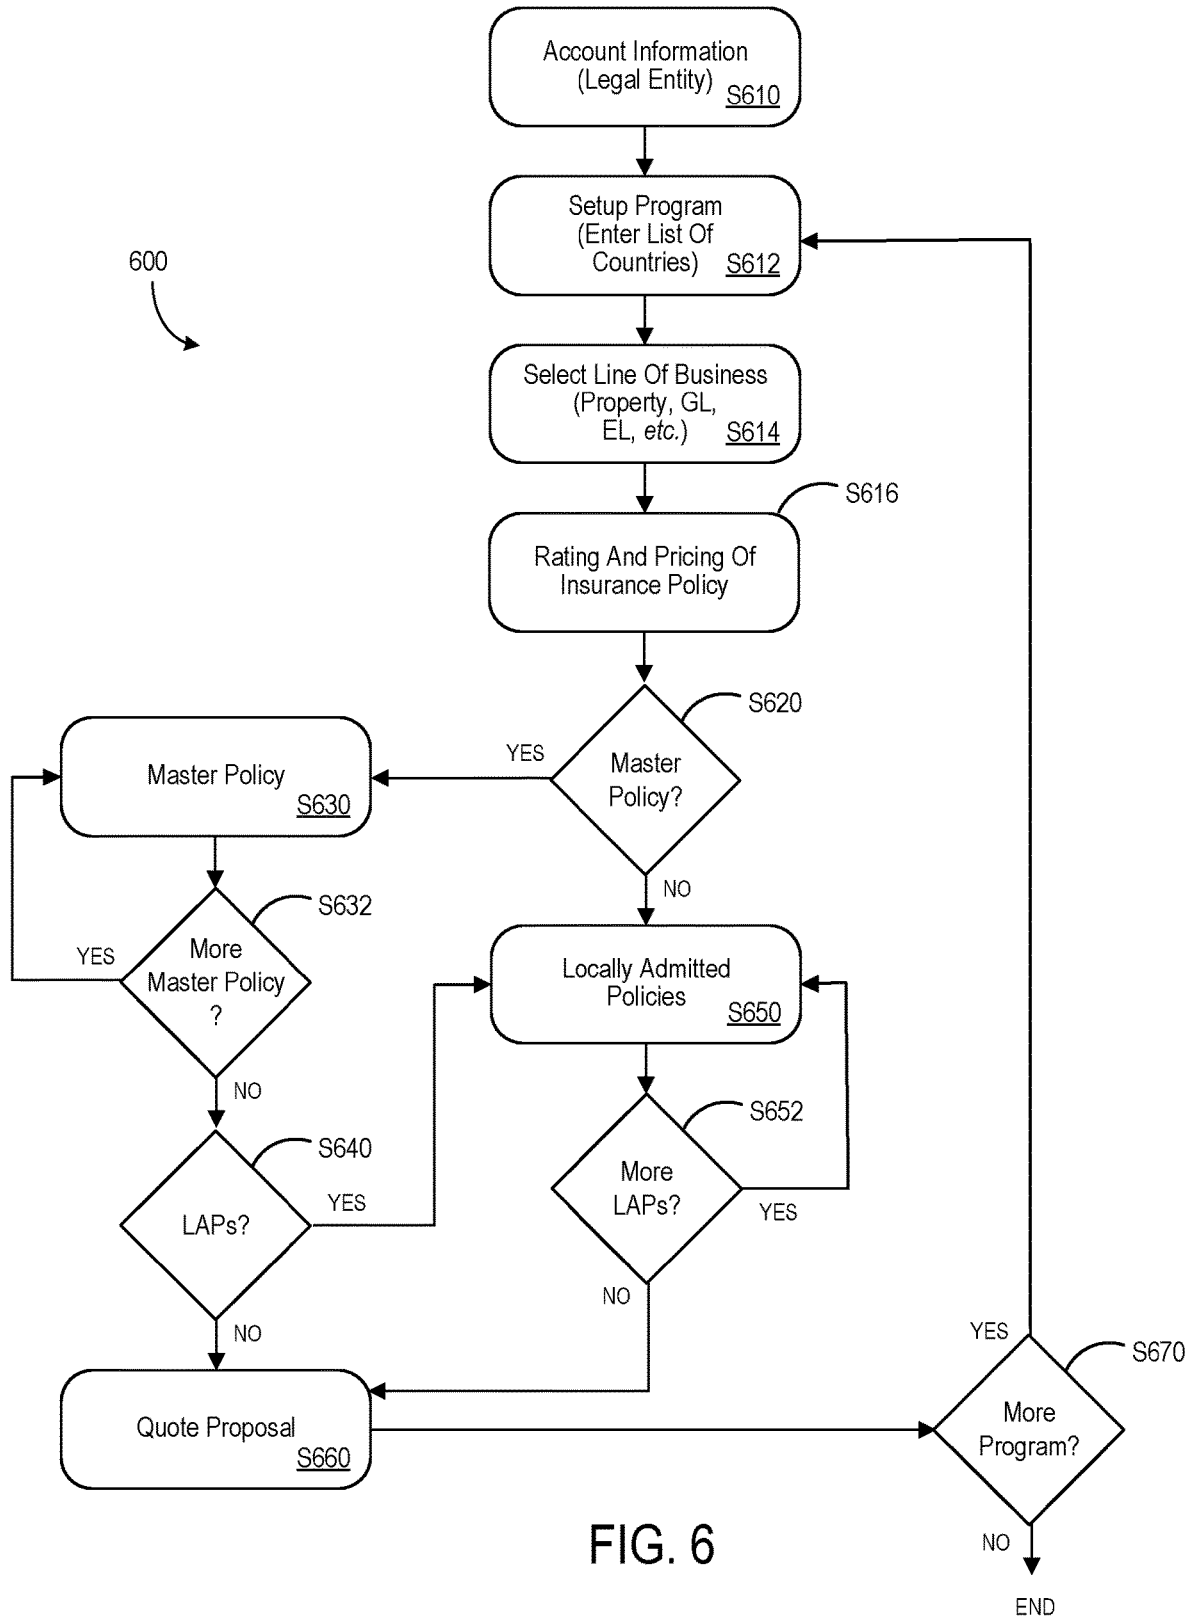 Account Information
(Legal Entity)
S610
Setup Program
(Enter List Of
Countries)
S612
600
Select Line Of Business
(Property, GL,
EL, etc.)
S614
S616
Rating And Pricing Of
Insurance Policy
S620
Master
Policy?
YES
NO
Master Policy
S630
S632
More
Master Policy
?
YES
NO
Locally Admitted
Policies
S650
S652
More
LAPs?
YES
NO
S640
LAPs?
YES
NO
Quote Proposal
S660
YES
S670
More
Program?
NO
END
FIG. 6